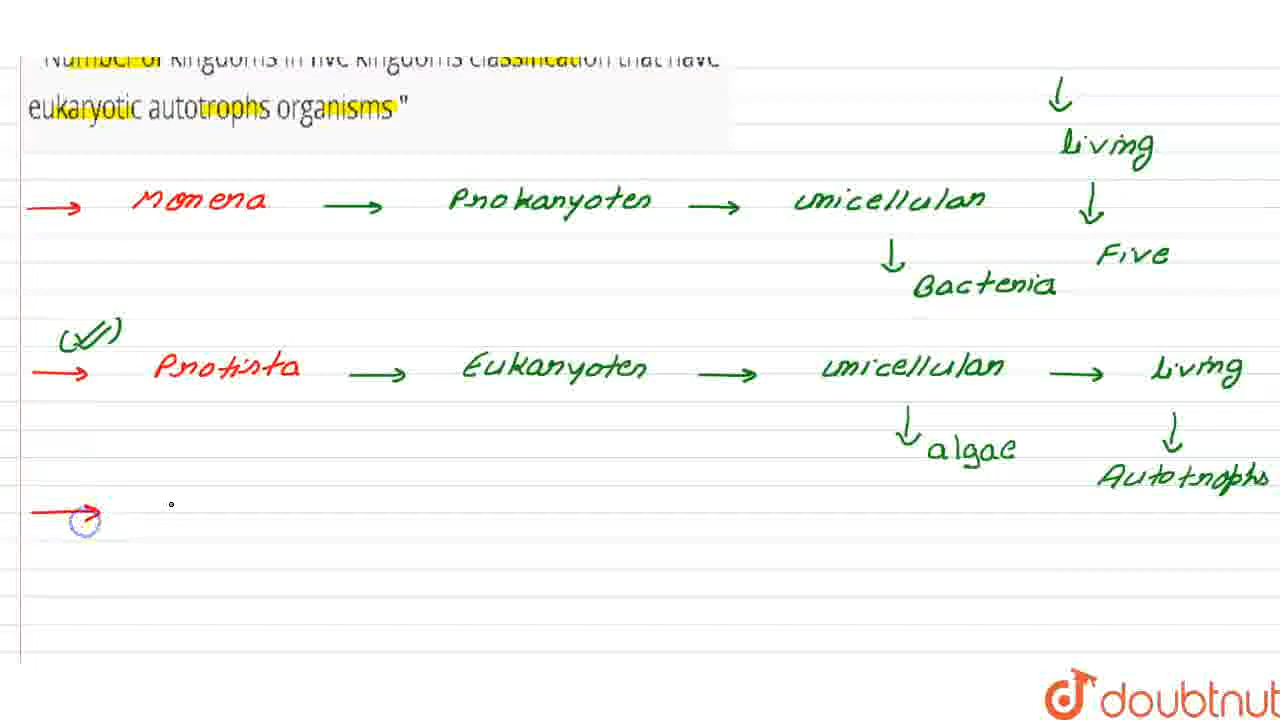 "Number of kingdoms in five kingdoms classification that have
eukaryotic autotrophs organisms "
↓
living
→ Monera → Prokaryotes → unicellular
↓
↓ Five
Bacteria
(✓)
→ Protista → Eukaryotes → unicellular → living
↓ ↓
algae
Autotrophs
→
doubtnut